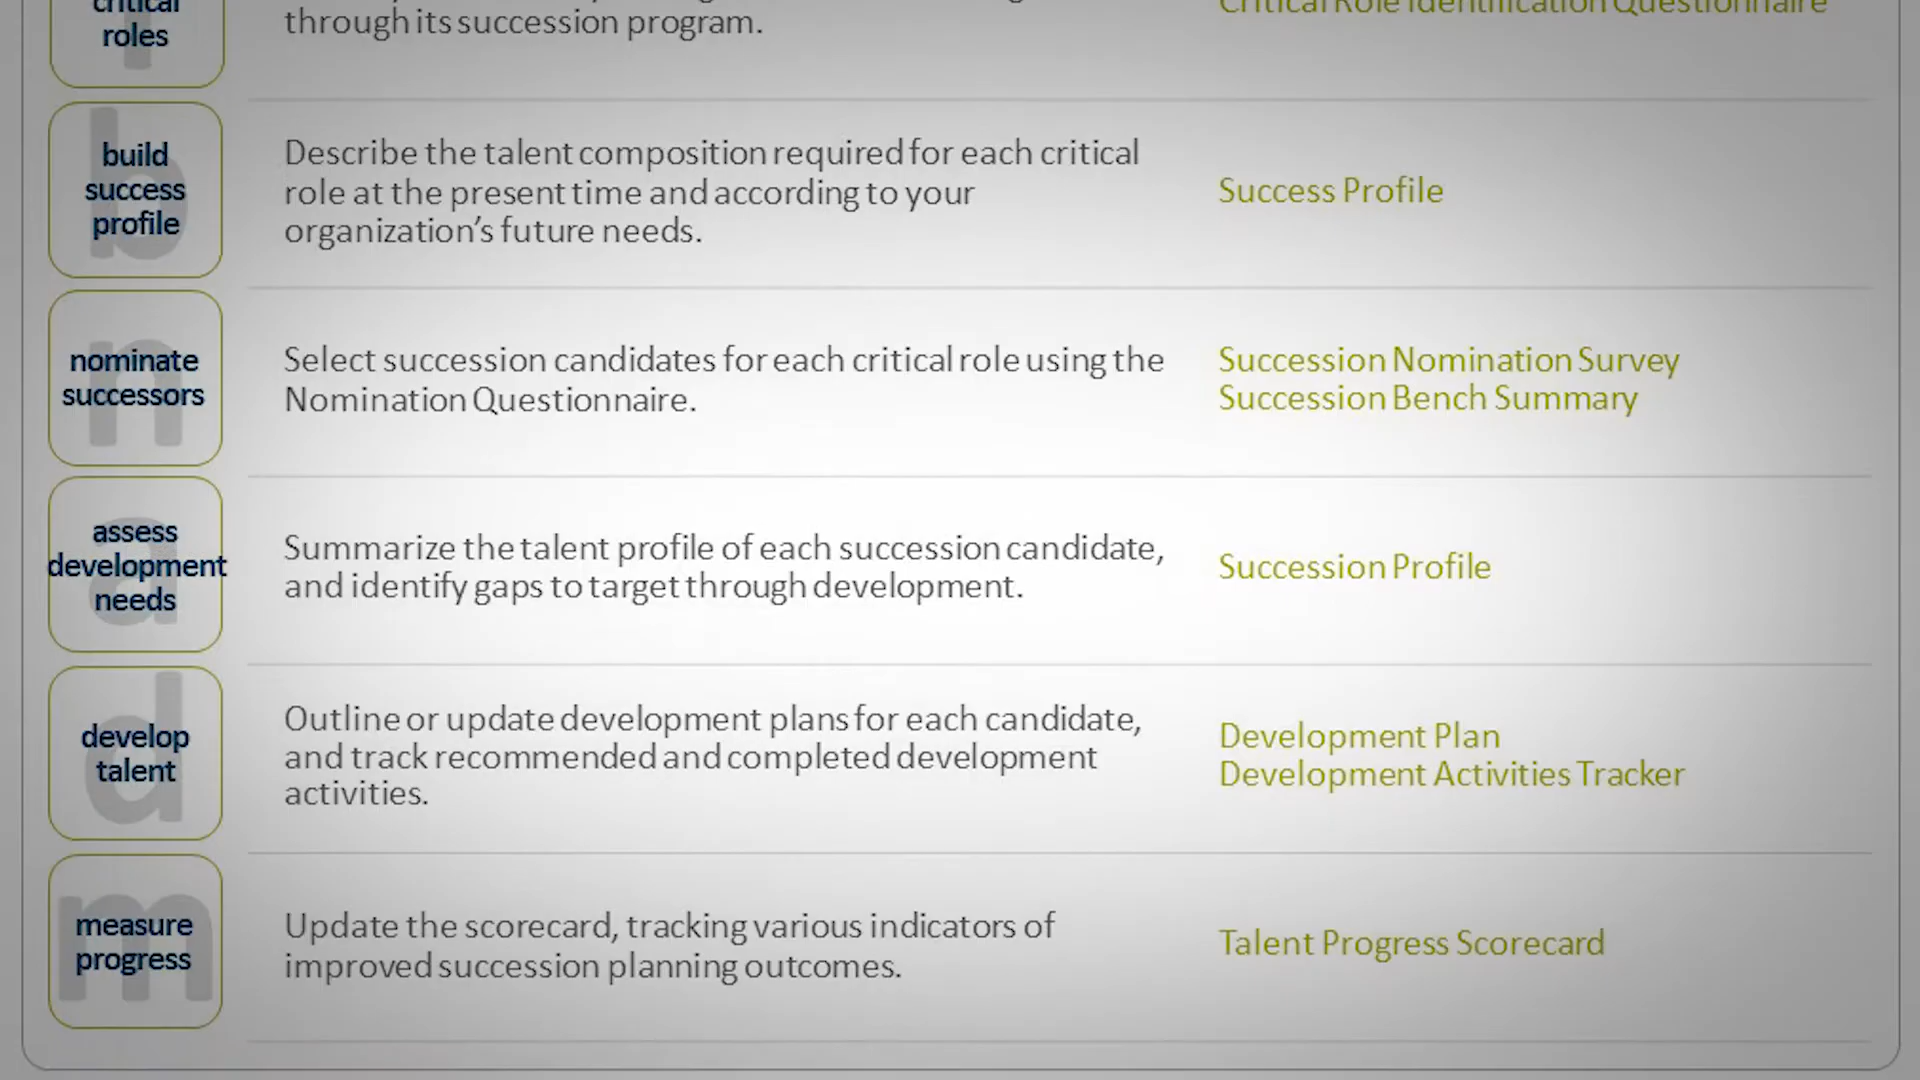 critical
roles
through its succession program.
Critical Role Identification Questionnaire
build
success
profile
Describe the talent composition required for each critical
role at the present time and according to your
organization's future needs.
Success Profile
nominate
successors
Select succession candidates for each critical role using the
Nomination Questionnaire.
Succession Nomination Survey
Succession Bench Summary
assess
development
needs
Summarize the talent profile of each succession candidate,
and identify gaps to target through development.
Succession Profile
develop
talent
Outline or update development plans for each candidate,
and track recommended and completed development
activities.
Development Plan
Development Activities Tracker
measure
progress
Update the scorecard, tracking various indicators of
improved succession planning outcomes.
Talent Progress Scorecard